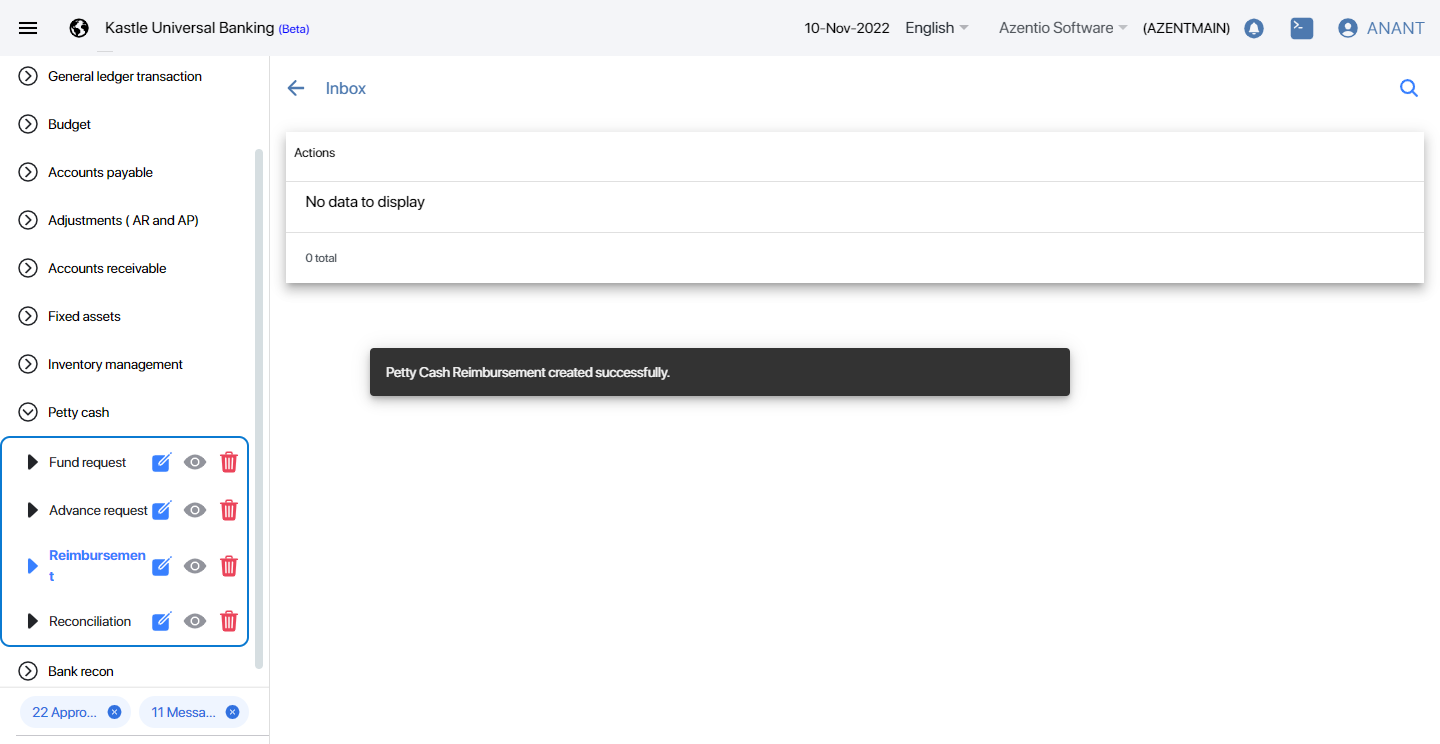 Kastle Universal Banking (Beta)
10-Nov-2022 English Azentio Software (AZENTMAIN) ANANT
General ledger transaction
Budget
Accounts payable
Adjustments ( AR and AP)
Accounts receivable
Fixed assets
Inventory management
Petty cash
Fund request
Advance request
Reimbursemen
t
Reconciliation
Bank recon
22 Appro...
11 Messa...
Inbox
Actions
No data to display
0 total
Petty Cash Reimbursement created successfully.